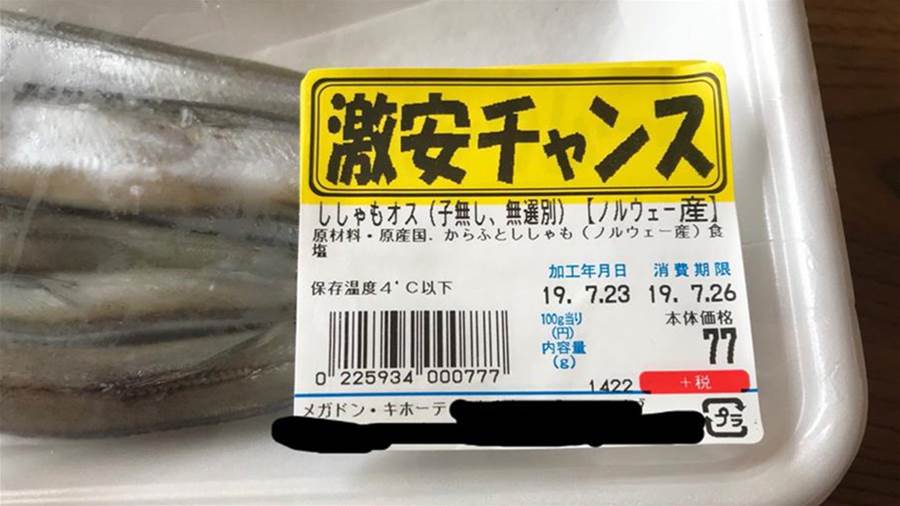 激安チャンス
ししゃもオス(子無し、無選別)【ノルウェー産】
原材料・原産国.からふとししゃも(ノルウェー産)食
塩
加工年月日 消費期限
保存温度4℃以下
19. 7.23 19. 7.26
100g当り
(円)
本体価格
77
内容量
(g)
0 225934 000777
1422
+税
メガドン・キホーテ
プラ